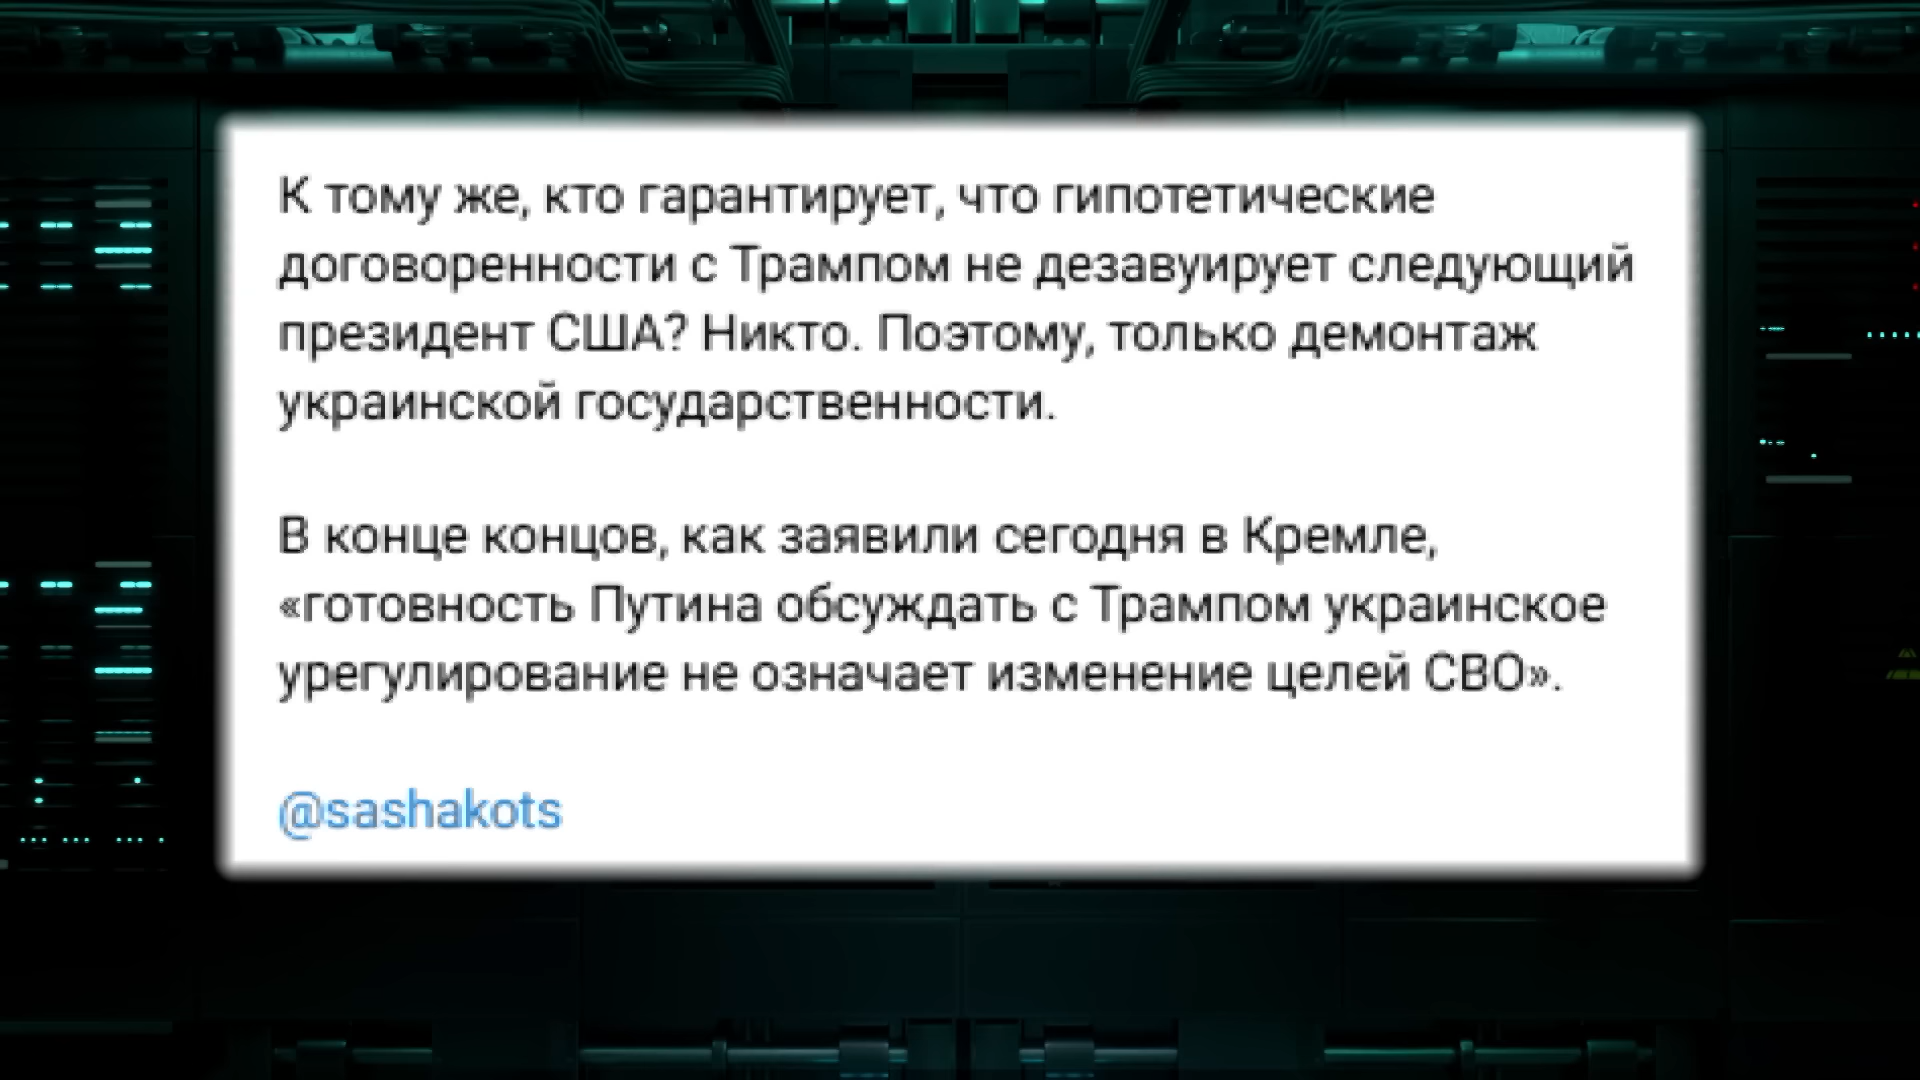 К тому же, кто гарантирует, что гипотетические
договоренности с Трампом не дезавуирует следующий
президент США? Никто. Поэтому, только демонтаж
украинской государственности.
В конце концов, как заявили сегодня в Кремле,
«готовность Путина обсуждать с Трампом украинское
урегулирование не означает изменение целей СВО».
@sashakots